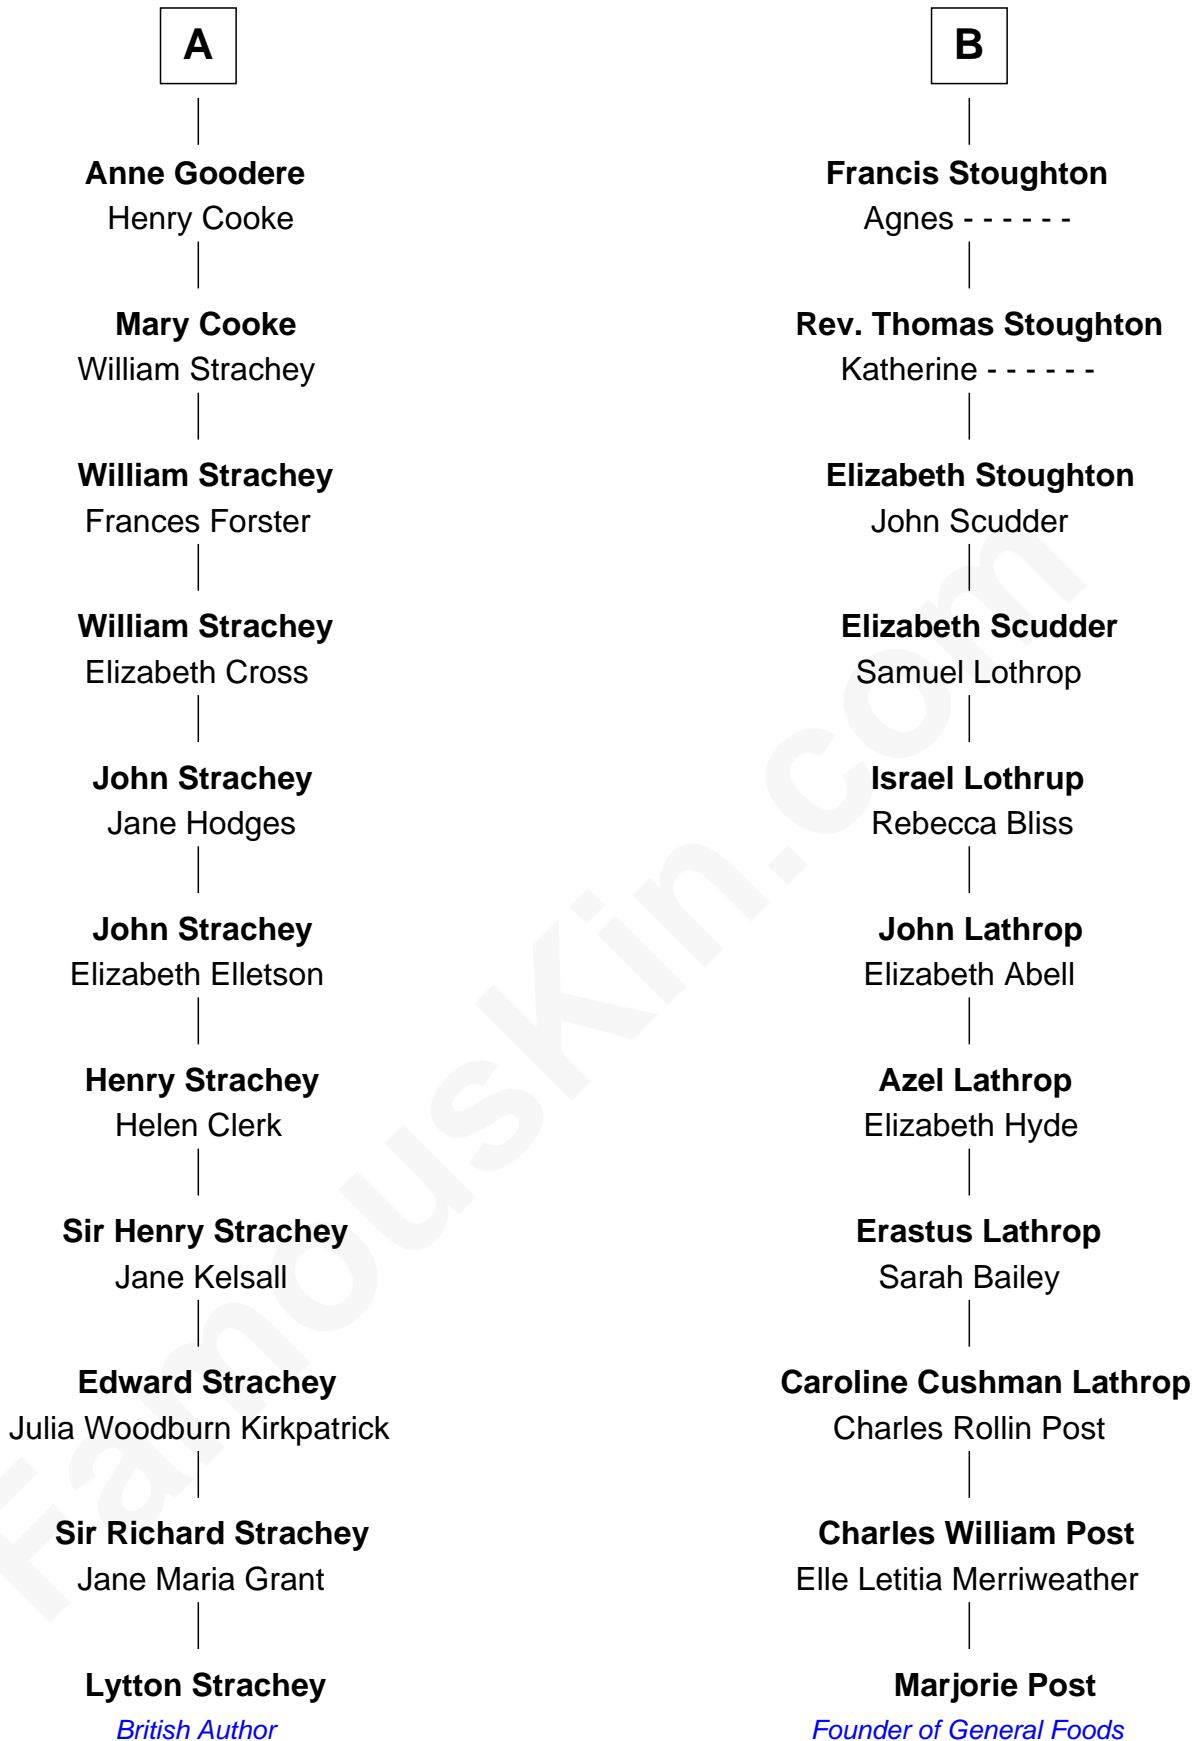 A
Anne Goodere
Henry Cooke
Mary Cooke
William Strachey
William Strachey
Frances Forster
William Strachey
Elizabeth Cross
John Strachey
Jane Hodges
John Strachey
Elizabeth Elletson
Henry Strachey
Helen Clerk
Sir Henry Strachey
Jane Kelsall
Edward Strachey
Julia Woodburn Kirkpatrick
Sir Richard Strachey
Jane Maria Grant
Lytton Strachey
British Author
B
Francis Stoughton
Agnes - - - - - -
Rev. Thomas Stoughton
Katherine - - - - - -
Elizabeth Stoughton
John Scudder
Elizabeth Scudder
Samuel Lothrop
Israel Lothrup
Rebecca Bliss
John Lathrop
Elizabeth Abell
Azel Lathrop
Elizabeth Hyde
Erastus Lathrop
Sarah Bailey
Caroline Cushman Lathrop
Charles Rollin Post
Charles William Post
Elle Letitia Merriweather
Marjorie Post
Founder of General Foods
FamousKin.com